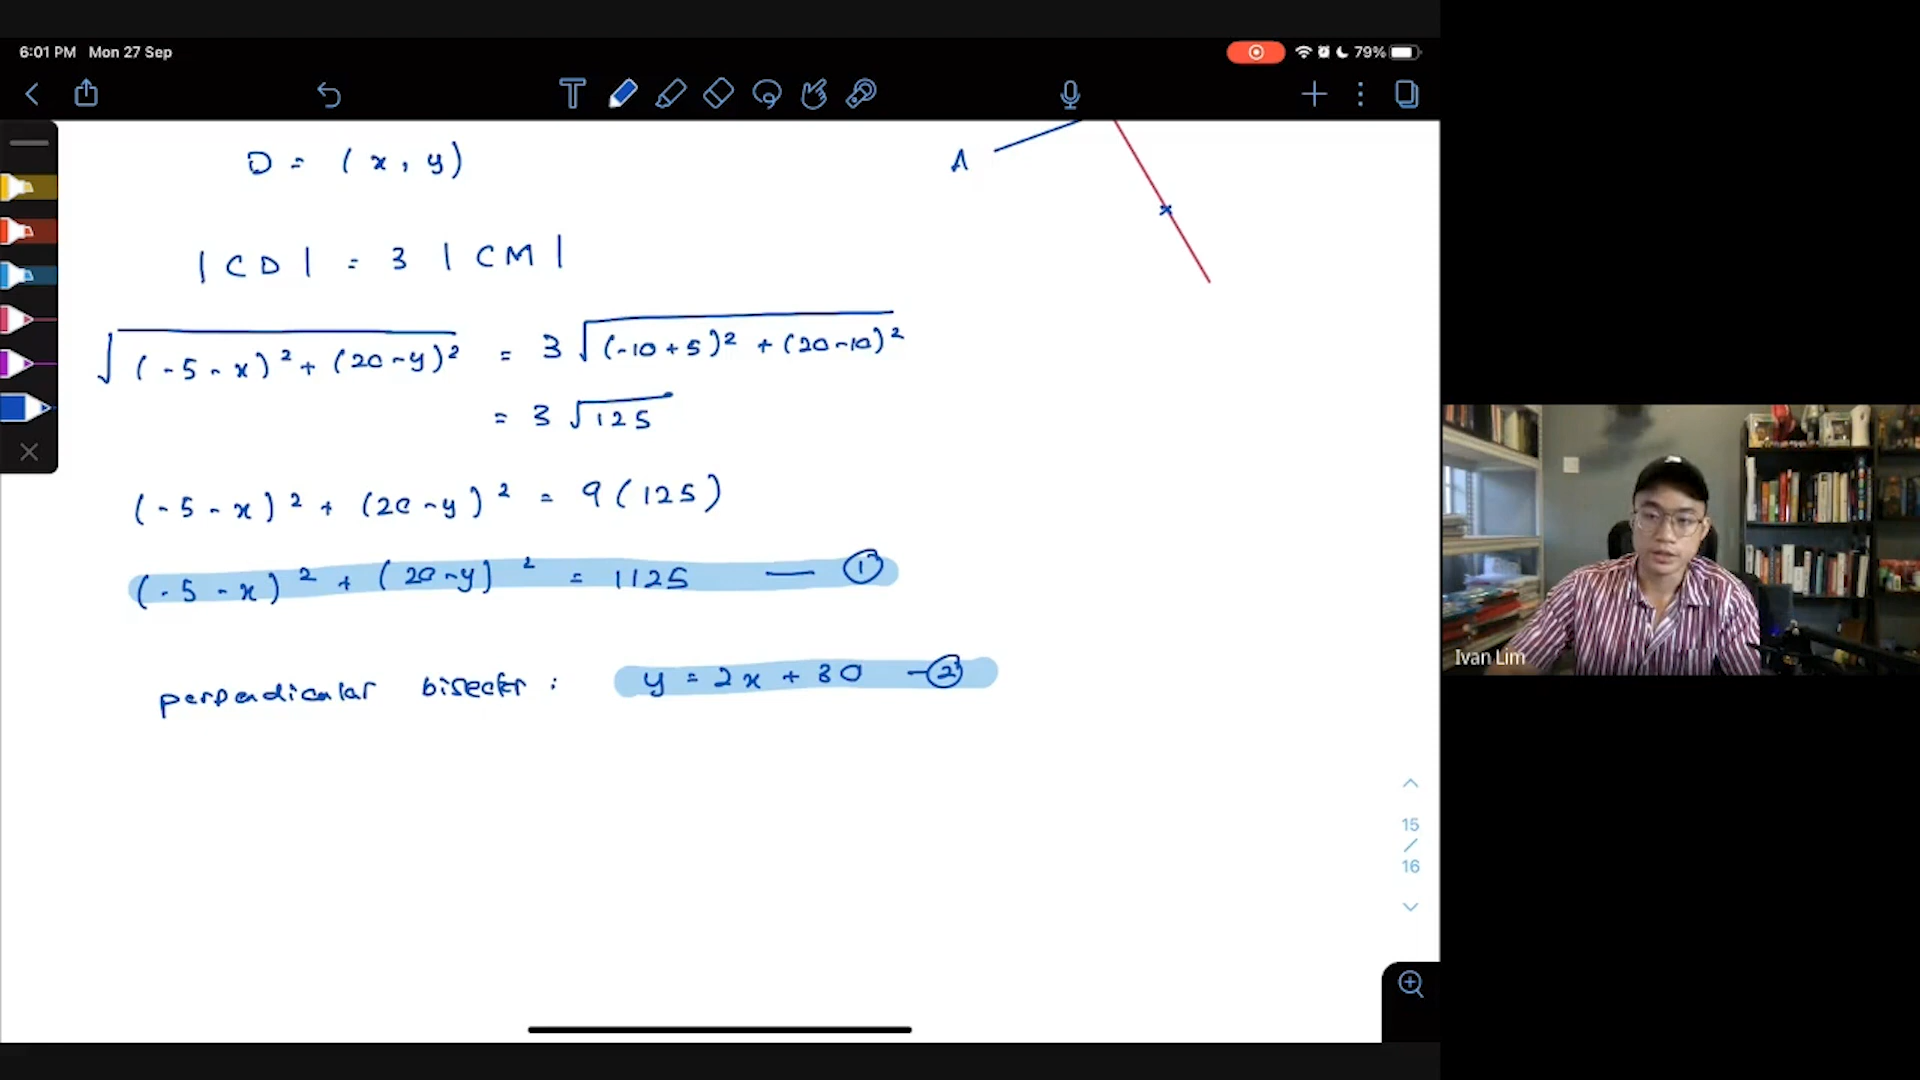 6:01 PM Mon 27 Sep 79%
D = (x, y)
A
|CD| = 3 |CM|
√((-5-x)² + (20-y)²) = 3 √((-10+5)² + (20-10)²)
= 3 √125
(-5-x)² + (20-y)² = 9(125)
(-5-x)² + (20-y)² = 1125 — ①
perpendicular bisector : y = 2x + 30 — ②
Ivan Lim
15
/
16